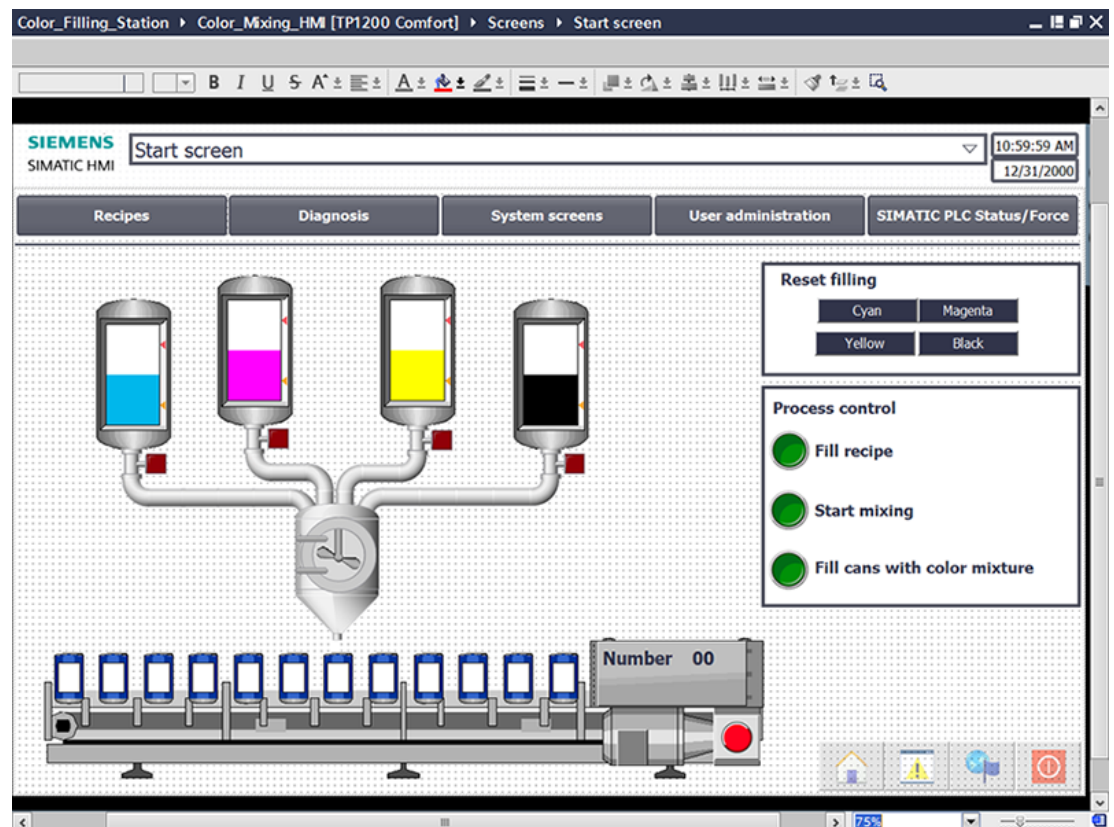 Color_Filling_Station ▸ Color_Mixing_HMI [TP1200 Comfort] ▸ Screens ▸ Start screen
B I U S A A
SIEMENS
SIMATIC HMI
Start screen
10:59:59 AM
12/31/2000
Recipes Diagnosis System screens User administration SIMATIC PLC Status/Force
Reset filling
Cyan Magenta
Yellow Black
Process control
Fill recipe
Start mixing
Fill cans with color mixture
Number 00
75%